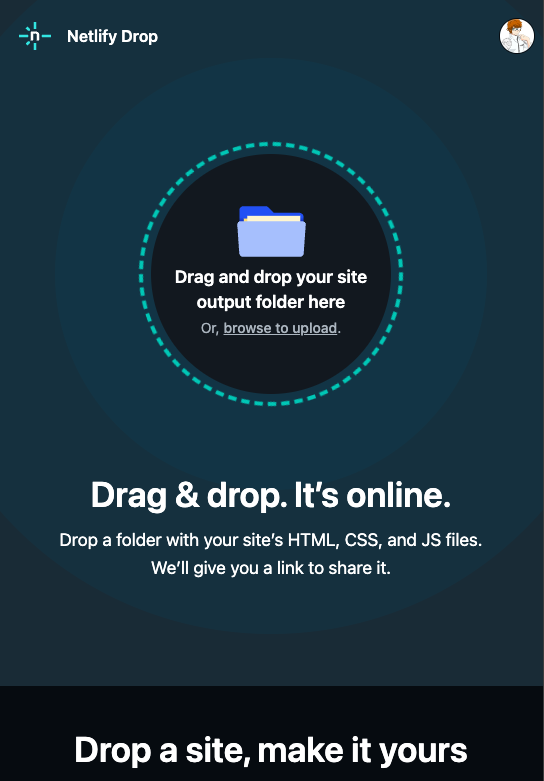 n
Netlify Drop
Drag and drop your site
output folder here
Or, browse to upload.
Drag & drop. It’s online.
Drop a folder with your site’s HTML, CSS, and JS files.
We’ll give you a link to share it.
Drop a site, make it yours